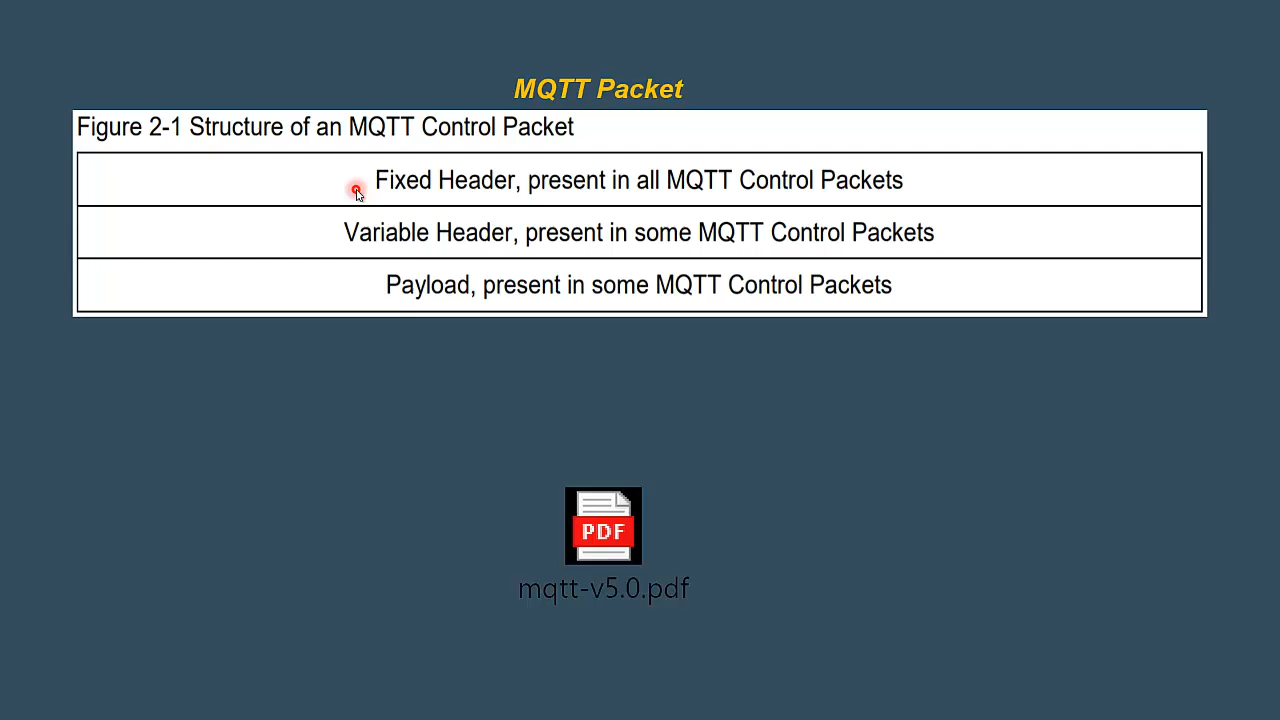 MQTT Packet
Figure 2-1 Structure of an MQTT Control Packet
Fixed Header, present in all MQTT Control Packets
Variable Header, present in some MQTT Control Packets
Payload, present in some MQTT Control Packets
PDF
mqtt-v5.0.pdf